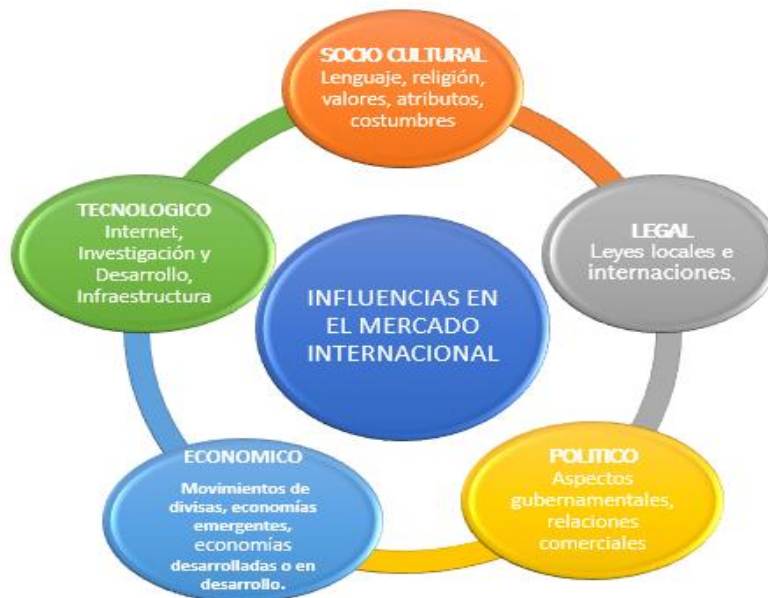 SOCIO CULTURAL
Lenguaje, religión,
valores, atributos,
costumbres
LEGAL
Leyes locales e
internaciones.
POLITICO
Aspectos
gubernamentales,
relaciones
comerciales
ECONOMICO
Movimientos de
divisas, economías
emergentes,
economías
desarrolladas o en
desarrollo.
TECNOLOGICO
Internet,
Investigación y
Desarrollo,
Infraestructura
INFLUENCIAS EN
EL MERCADO
INTERNACIONAL